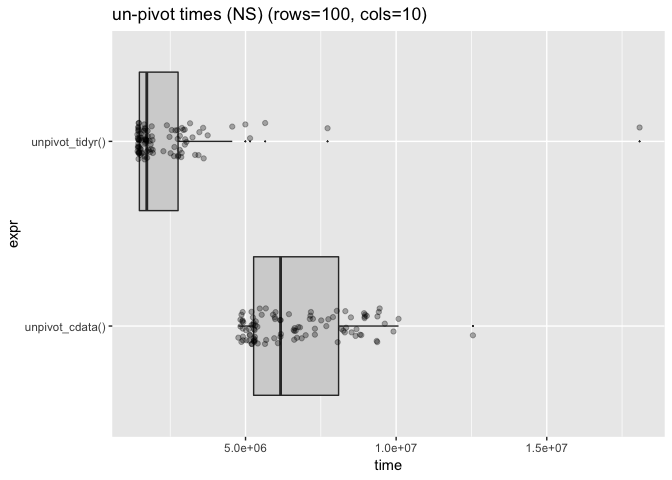 un-pivot times (NS) (rows=100, cols=10)
unpivot_tidyr()
expr
unpivot_cdata()
5.0e+06 1.0e+07 1.5e+07
time